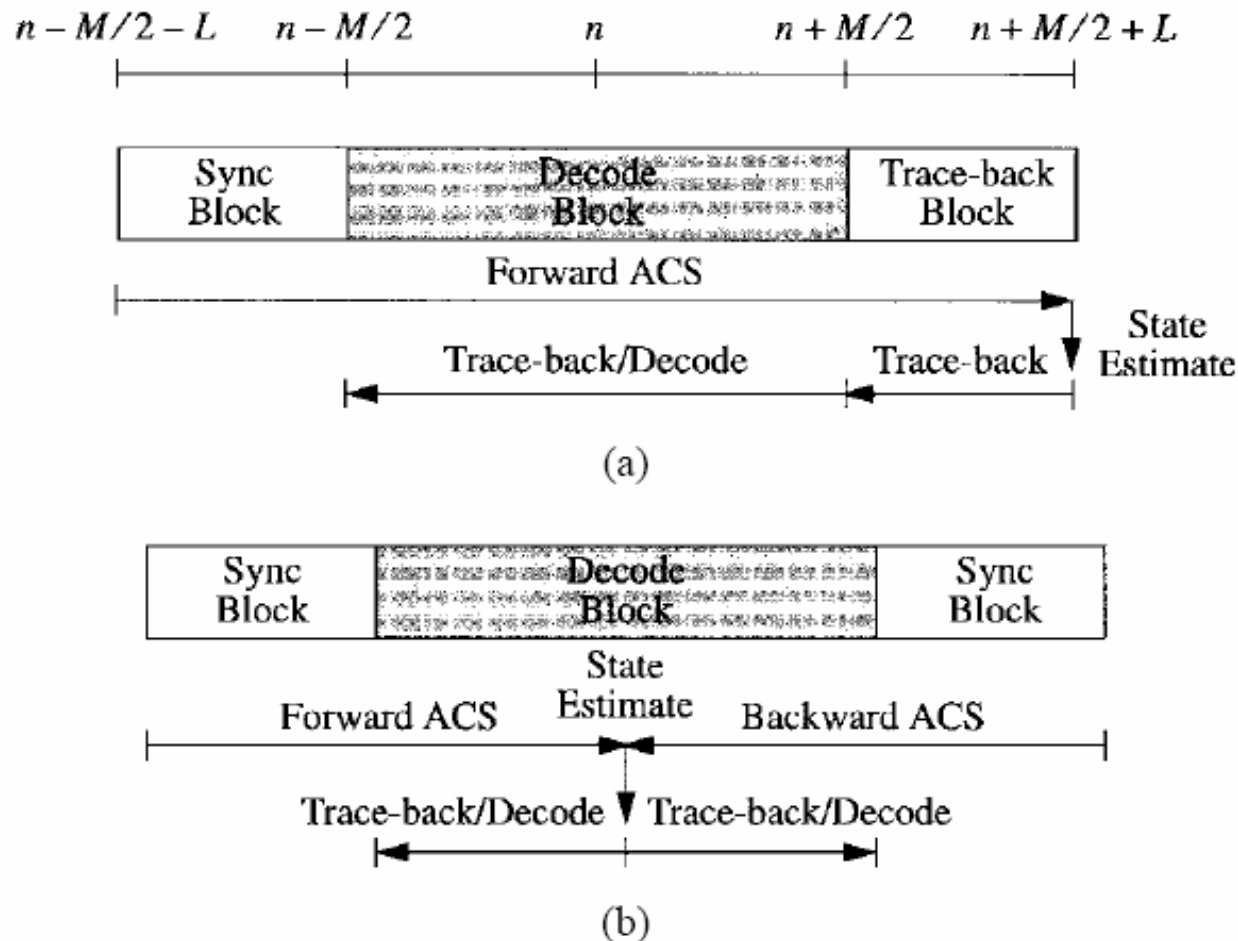 n − M/2 − L n − M/2 n n + M/2 n + M/2 + L
Sync
Block
Decode
Block
Trace-back
Block
Forward ACS
State
Estimate
Trace-back/Decode
Trace-back
(a)
Sync
Block
Decode
Block
Sync
Block
State
Estimate
Forward ACS
Backward ACS
Trace-back/Decode
Trace-back/Decode
(b)